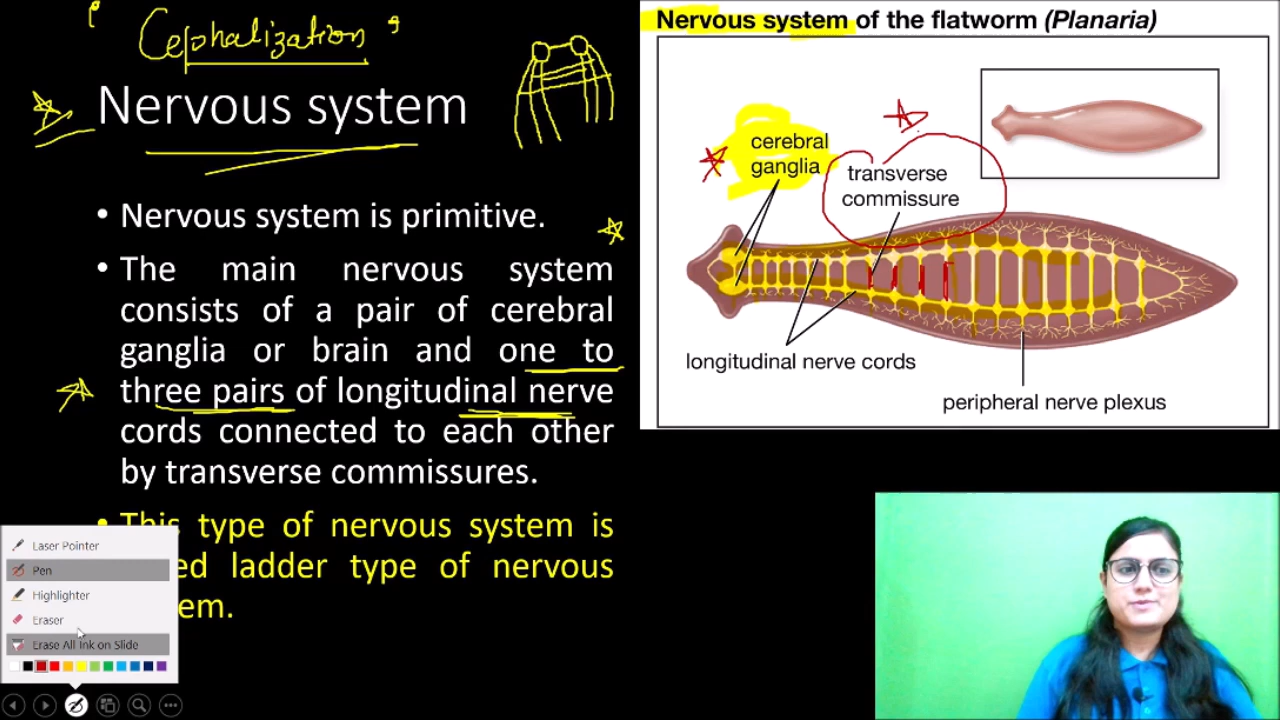 " Cephalization "
Nervous system
• Nervous system is primitive.
• The main nervous system
consists of a pair of cerebral
ganglia or brain and one to
three pairs of longitudinal nerve
cords connected to each other
by transverse commissures.
• This type of nervous system is
ed ladder type of nervous
em.
Nervous system of the flatworm (Planaria)
cerebral
ganglia
transverse
commissure
longitudinal nerve cords
peripheral nerve plexus
Laser Pointer
Pen
Highlighter
Eraser
Erase All Ink on Slide